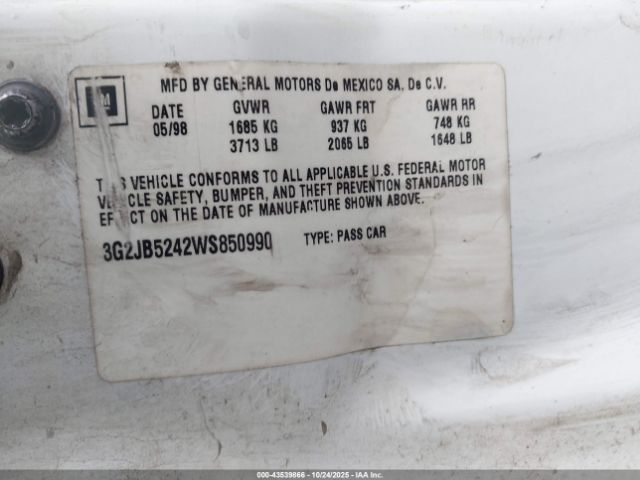 GM
MFD BY GENERAL MOTORS De MEXICO SA. De C.V.
DATE GVWR GAWR FRT GAWR RR
05/98 1685 KG 937 KG 748 KG
3713 LB 2065 LB 1648 LB
T S VEHICLE CONFORMS TO ALL APPLICABLE U.S. FEDERAL MOTOR
VEHICLE SAFETY, BUMPER, AND THEFT PREVENTION STANDARDS IN
EFFECT ON THE DATE OF MANUFACTURE SHOWN ABOVE.
3G2JB5242WS850990 TYPE: PASS CAR
000-43539866 - 10/24/2025 - IAA Inc.